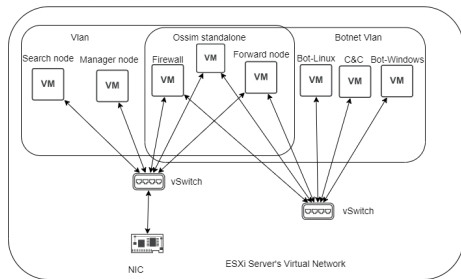 Vlan
Ossim standalone
Botnet Vlan
Search node
Manager node
Firewall
Forward node
Bot-Linux
C&C
Bot-Windows
VM
VM
VM
VM
VM
VM
VM
VM
vSwitch
vSwitch
NIC
ESXi Server's Virtual Network